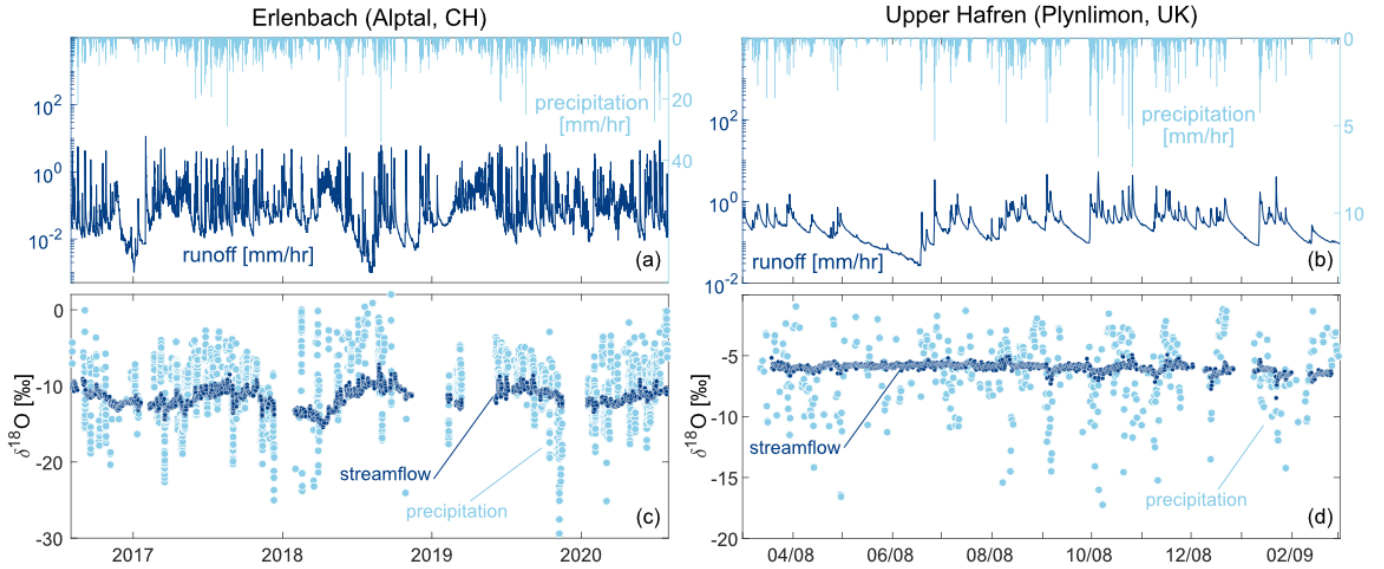 Erlenbach (Alptal, CH)
Upper Hafren (Plynlimon, UK)
10²
10⁰
10⁻²
0
20
40
precipitation
[mm/hr]
runoff [mm/hr]
(a)
10²
10⁰
10⁻²
0
5
10
precipitation
[mm/hr]
runoff [mm/hr]
(b)
δ¹⁸O [‰]
0
-10
-20
-30
streamflow
precipitation
(c)
2017
2018
2019
2020
δ¹⁸O [‰]
-5
-10
-15
-20
streamflow
precipitation
(d)
04/08
06/08
08/08
10/08
12/08
02/09